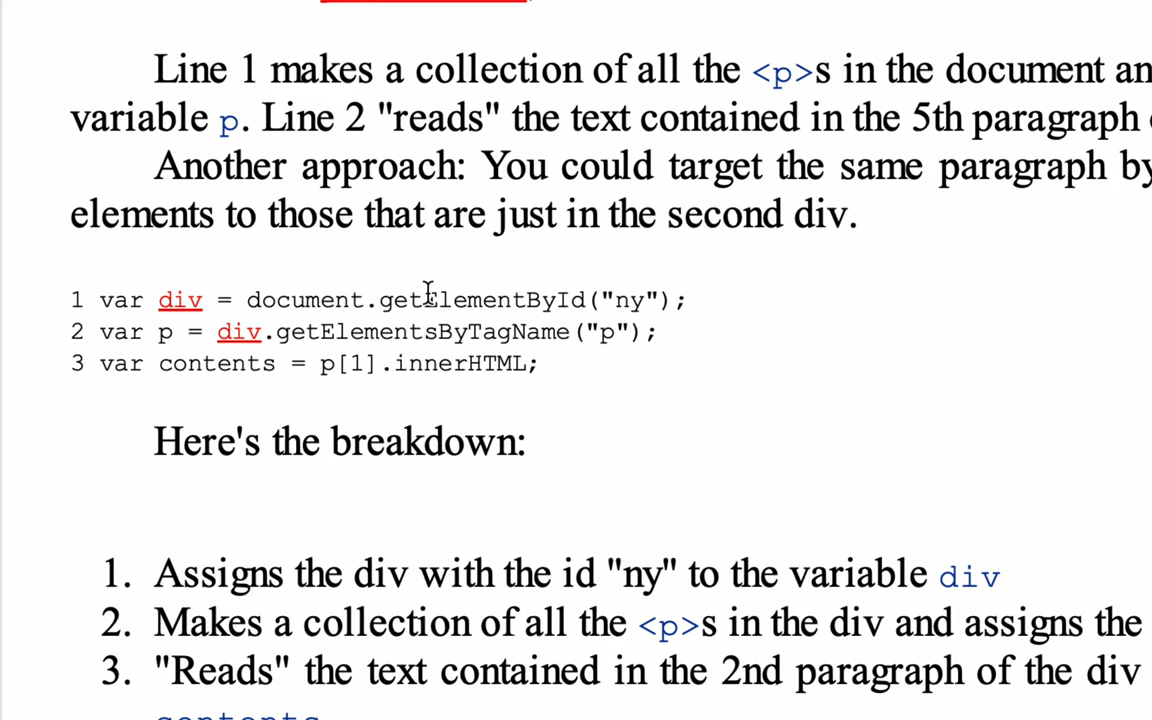 Line 1 makes a collection of all the <p>s in the document an
variable p. Line 2 "reads" the text contained in the 5th paragraph
Another approach: You could target the same paragraph by
elements to those that are just in the second div.
1 var div = document.getElementById("ny");
2 var p = div.getElementsByTagName("p");
3 var contents = p[1].innerHTML;
Here's the breakdown:
1. Assigns the div with the id "ny" to the variable div
2. Makes a collection of all the <p>s in the div and assigns the
3. "Reads" the text contained in the 2nd paragraph of the div
contents